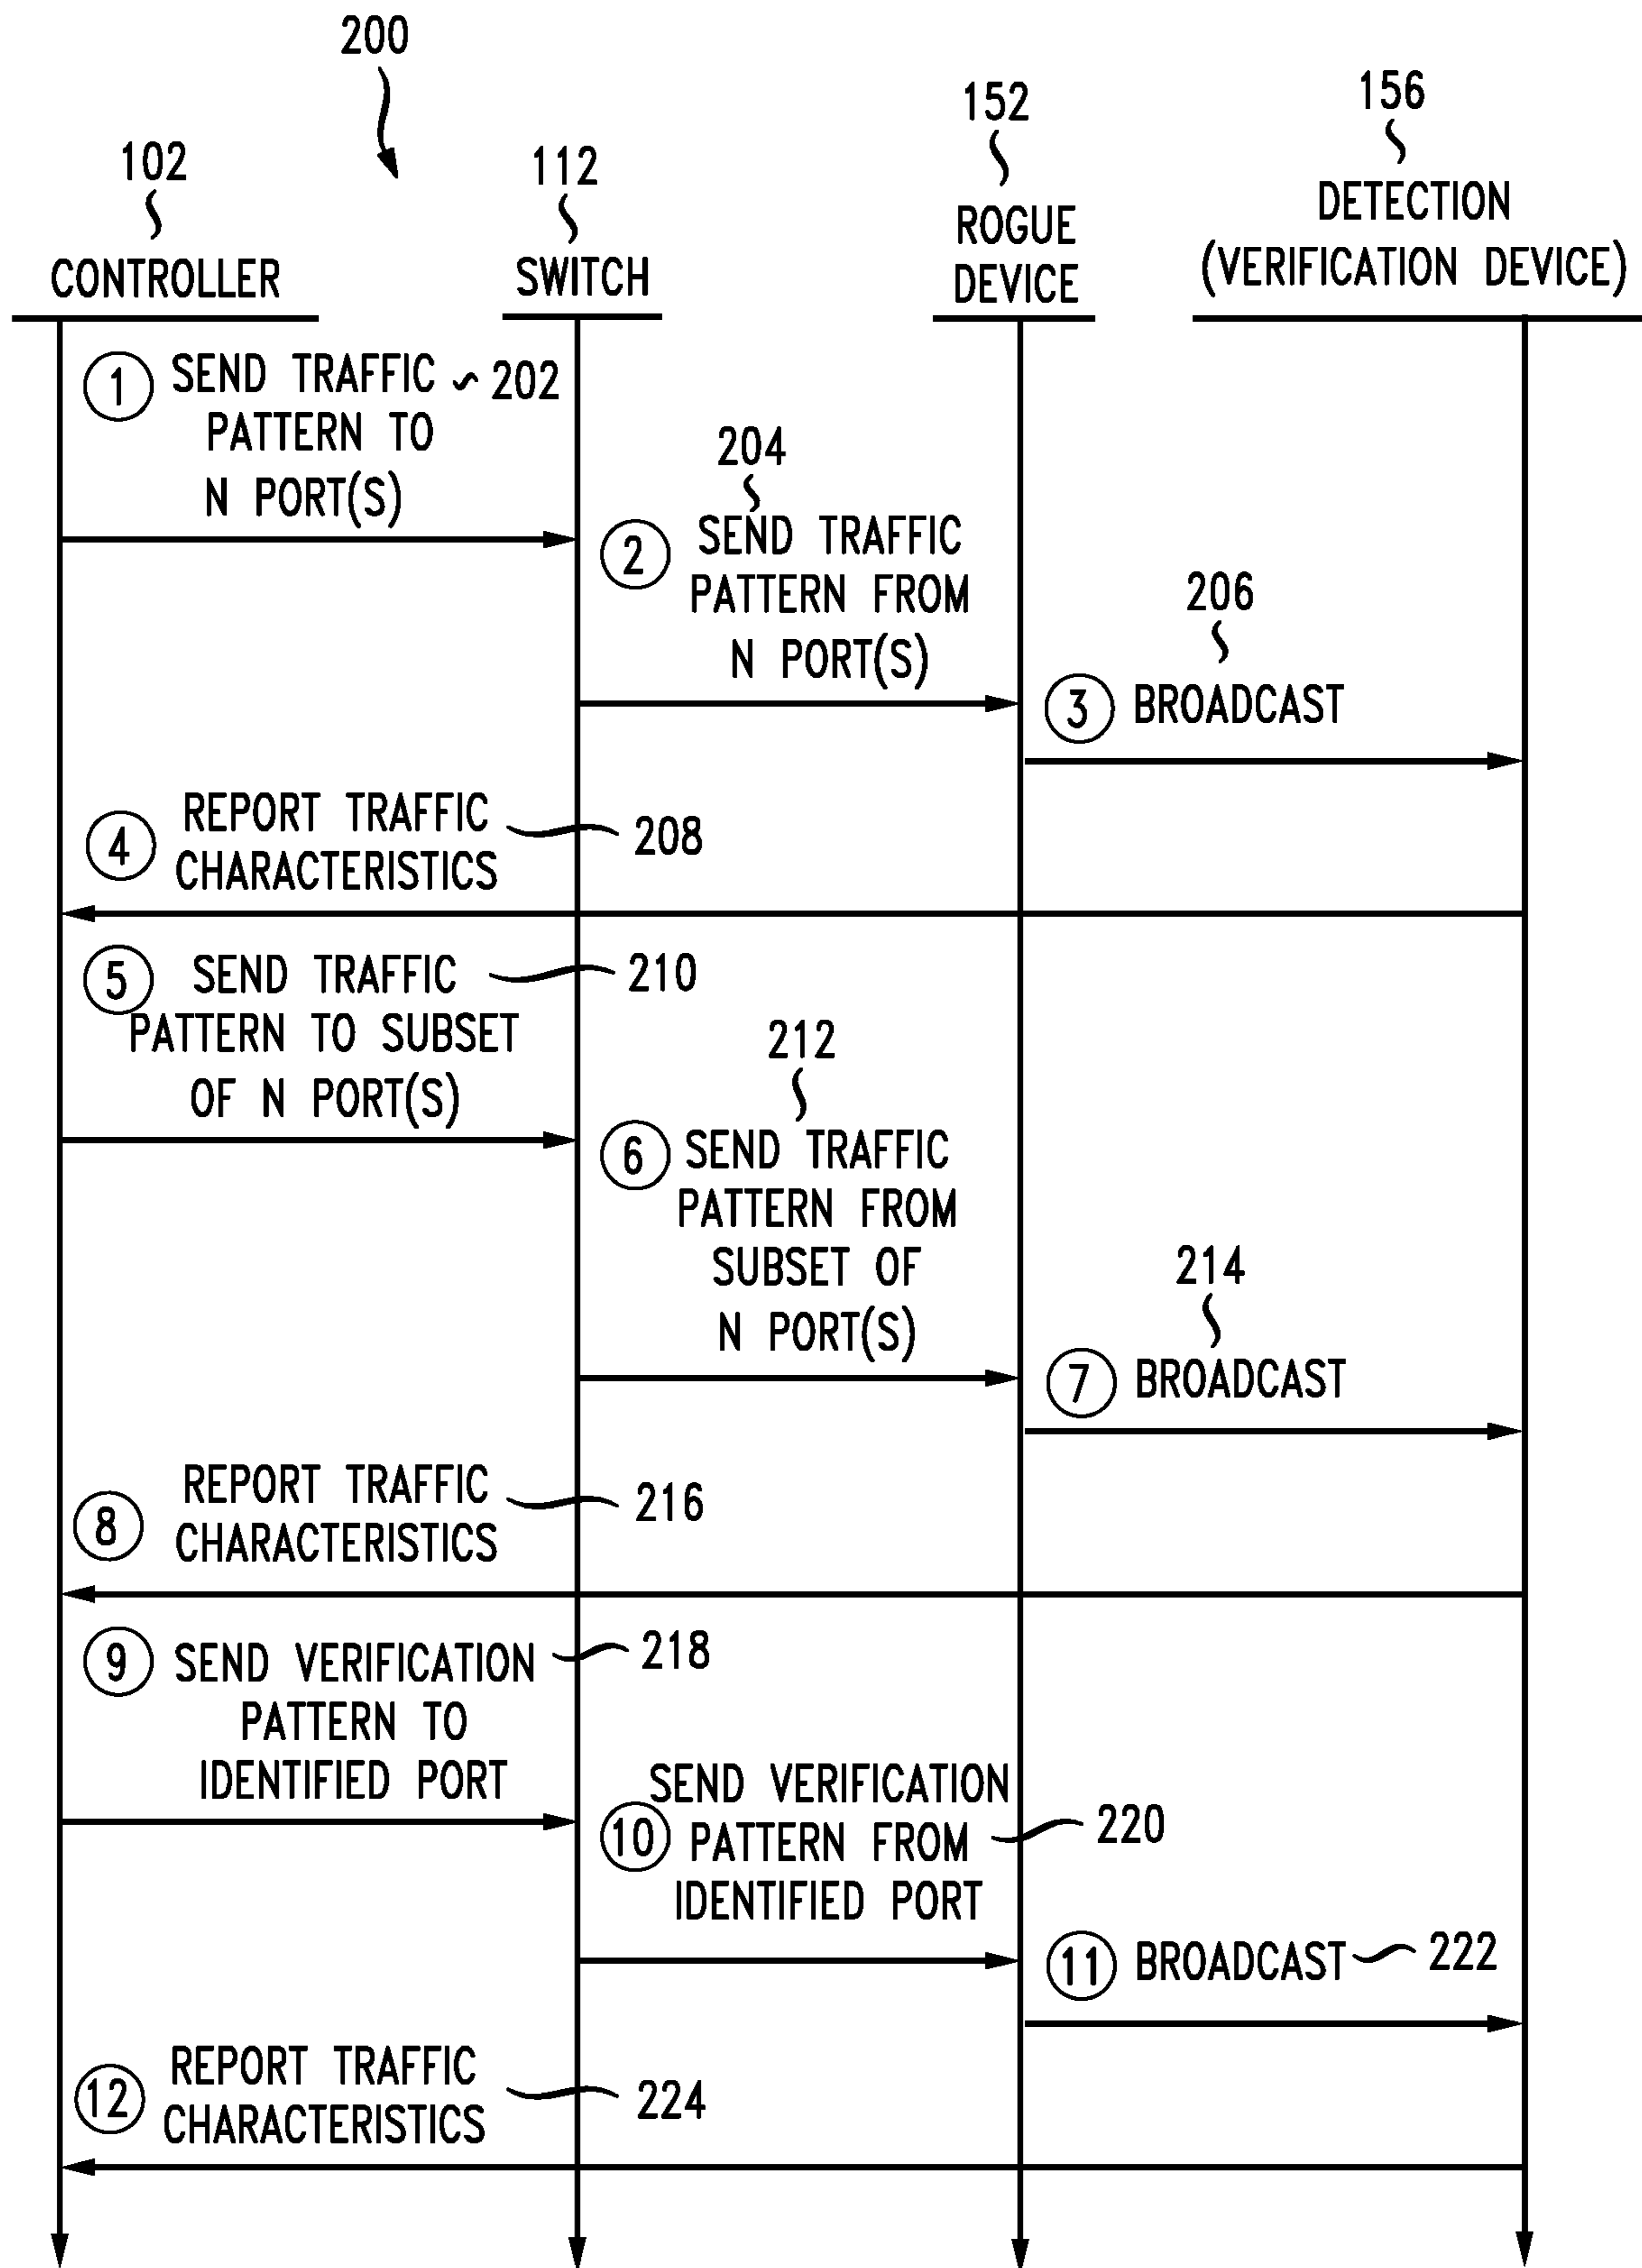 200
102
CONTROLLER
112
SWITCH
152
ROGUE
DEVICE
156
DETECTION
(VERIFICATION DEVICE)
1 SEND TRAFFIC 202
PATTERN TO
N PORT(S)
204
2 SEND TRAFFIC
PATTERN FROM
N PORT(S)
206
3 BROADCAST
4 REPORT TRAFFIC 208
CHARACTERISTICS
5 SEND TRAFFIC 210
PATTERN TO SUBSET
OF N PORT(S)
212
6 SEND TRAFFIC
PATTERN FROM
SUBSET OF
N PORT(S)
214
7 BROADCAST
8 REPORT TRAFFIC 216
CHARACTERISTICS
9 SEND VERIFICATION 218
PATTERN TO
IDENTIFIED PORT
SEND VERIFICATION
10 PATTERN FROM 220
IDENTIFIED PORT
11 BROADCAST 222
12 REPORT TRAFFIC 224
CHARACTERISTICS